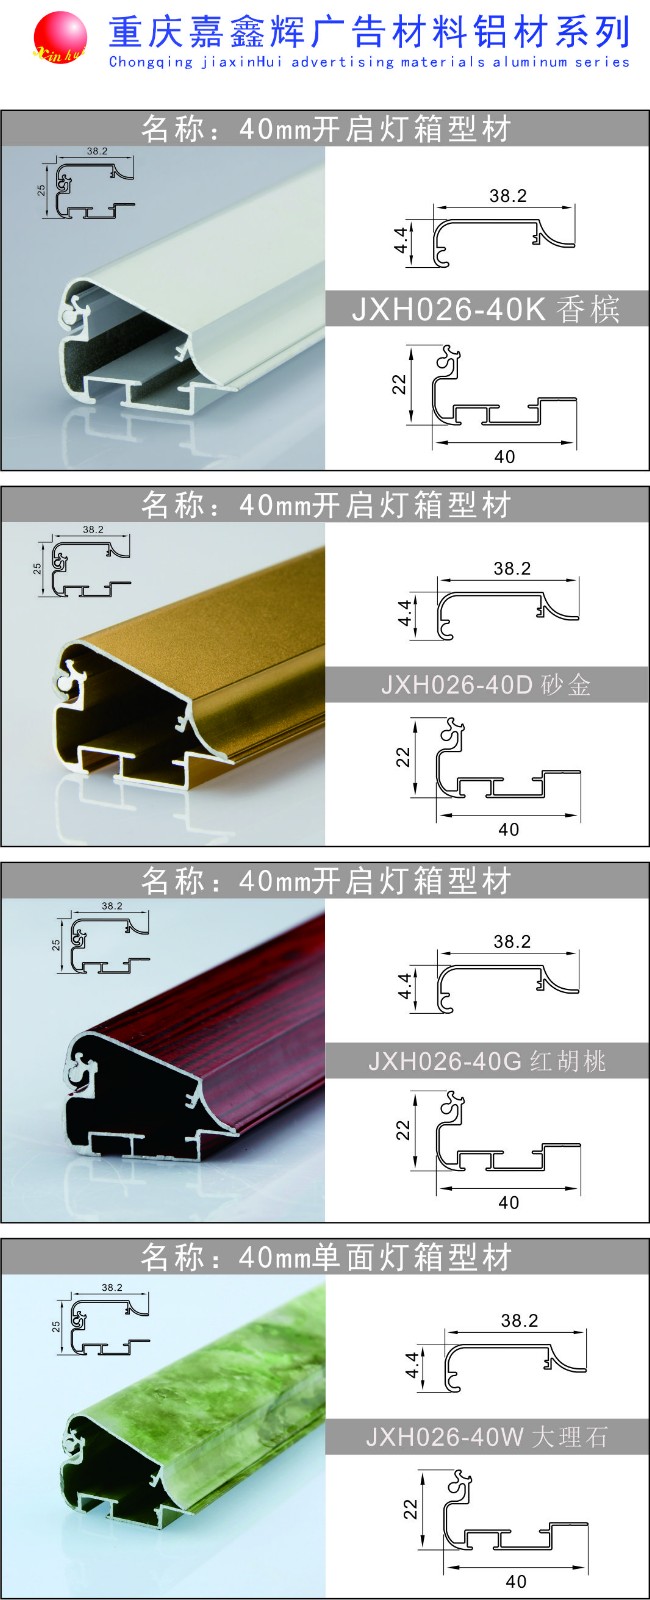 Xin hui
重庆嘉鑫辉广告材料铝材系列
Chongqing jiaxinHui advertising materials aluminum series
名称：40mm开启灯箱型材
38.2
25
38.2
4.4
JXH026-40K 香槟
22
40
名称：40mm开启灯箱型材
38.2
25
38.2
4.4
JXH026-40D 砂金
22
40
名称：40mm开启灯箱型材
38.2
25
38.2
4.4
JXH026-40G 红胡桃
22
40
名称：40mm单面灯箱型材
38.2
25
38.2
4.4
JXH026-40W 大理石
22
40